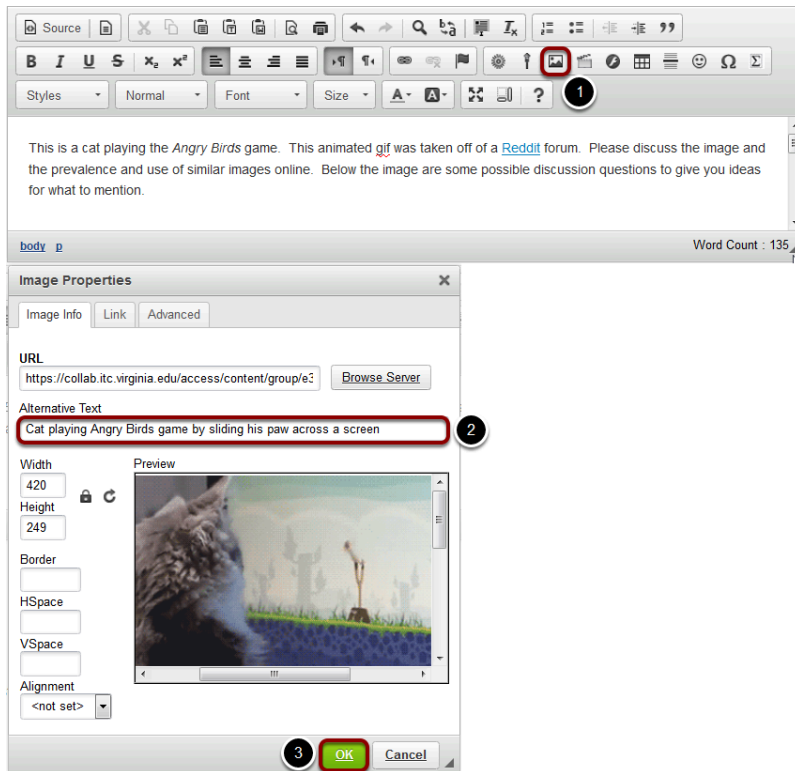 Source
B I U S x₂ x² ¶ ¶ Ω Σ
Styles Normal Font Size A A ?
1
This is a cat playing the Angry Birds game. This animated gif was taken off of a Reddit forum. Please discuss the image and
the prevalence and use of similar images online. Below the image are some possible discussion questions to give you ideas
for what to mention.
body p Word Count : 135
Image Properties
Image Info Link Advanced
URL
https://collab.itc.virginia.edu/access/content/group/e3 Browse Server
Alternative Text
Cat playing Angry Birds game by sliding his paw across a screen
2
Width Preview
420
Height
249
Border
HSpace
VSpace
Alignment
<not set>
3 OK Cancel